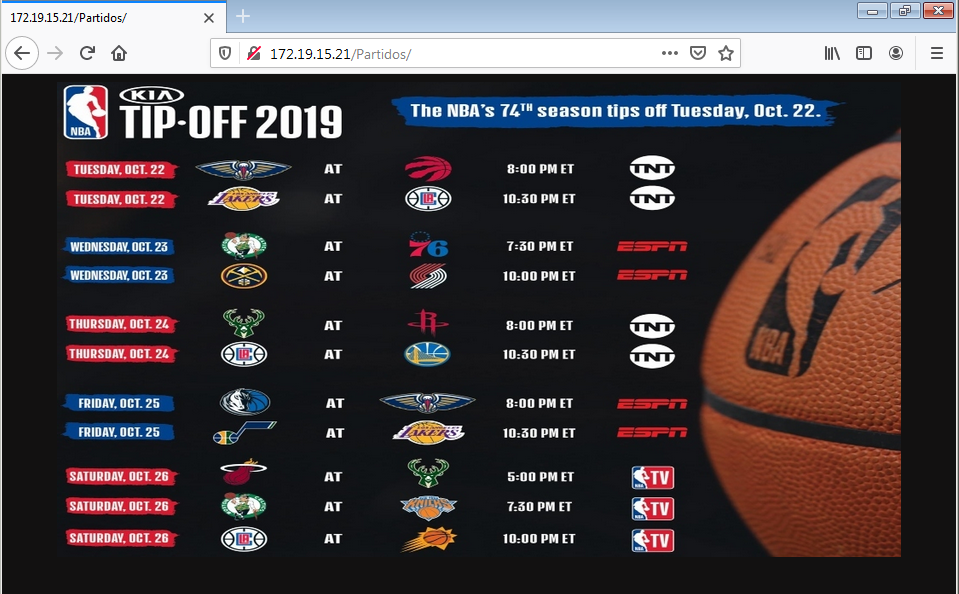 172.19.15.21/Partidos/
172.19.15.21/Partidos/
NBA KIA
TIP-OFF 2019
The NBA's 74TH season tips off Tuesday, Oct. 22.
TUESDAY, OCT. 22 AT 8:00 PM ET TNT
TUESDAY, OCT. 22 LAKERS AT LAC 10:30 PM ET TNT
WEDNESDAY, OCT. 23 AT 76 7:30 PM ET ESPN
WEDNESDAY, OCT. 23 AT 10:00 PM ET ESPN
THURSDAY, OCT. 24 AT R 8:00 PM ET TNT
THURSDAY, OCT. 24 LAC AT 10:30 PM ET TNT
FRIDAY, OCT. 25 AT 8:00 PM ET ESPN
FRIDAY, OCT. 25 AT LAKERS 10:30 PM ET ESPN
SATURDAY, OCT. 26 AT 5:00 PM ET NBA TV
SATURDAY, OCT. 26 AT KNICKS 7:30 PM ET NBA TV
SATURDAY, OCT. 26 LAC AT 10:00 PM ET NBA TV
NBA